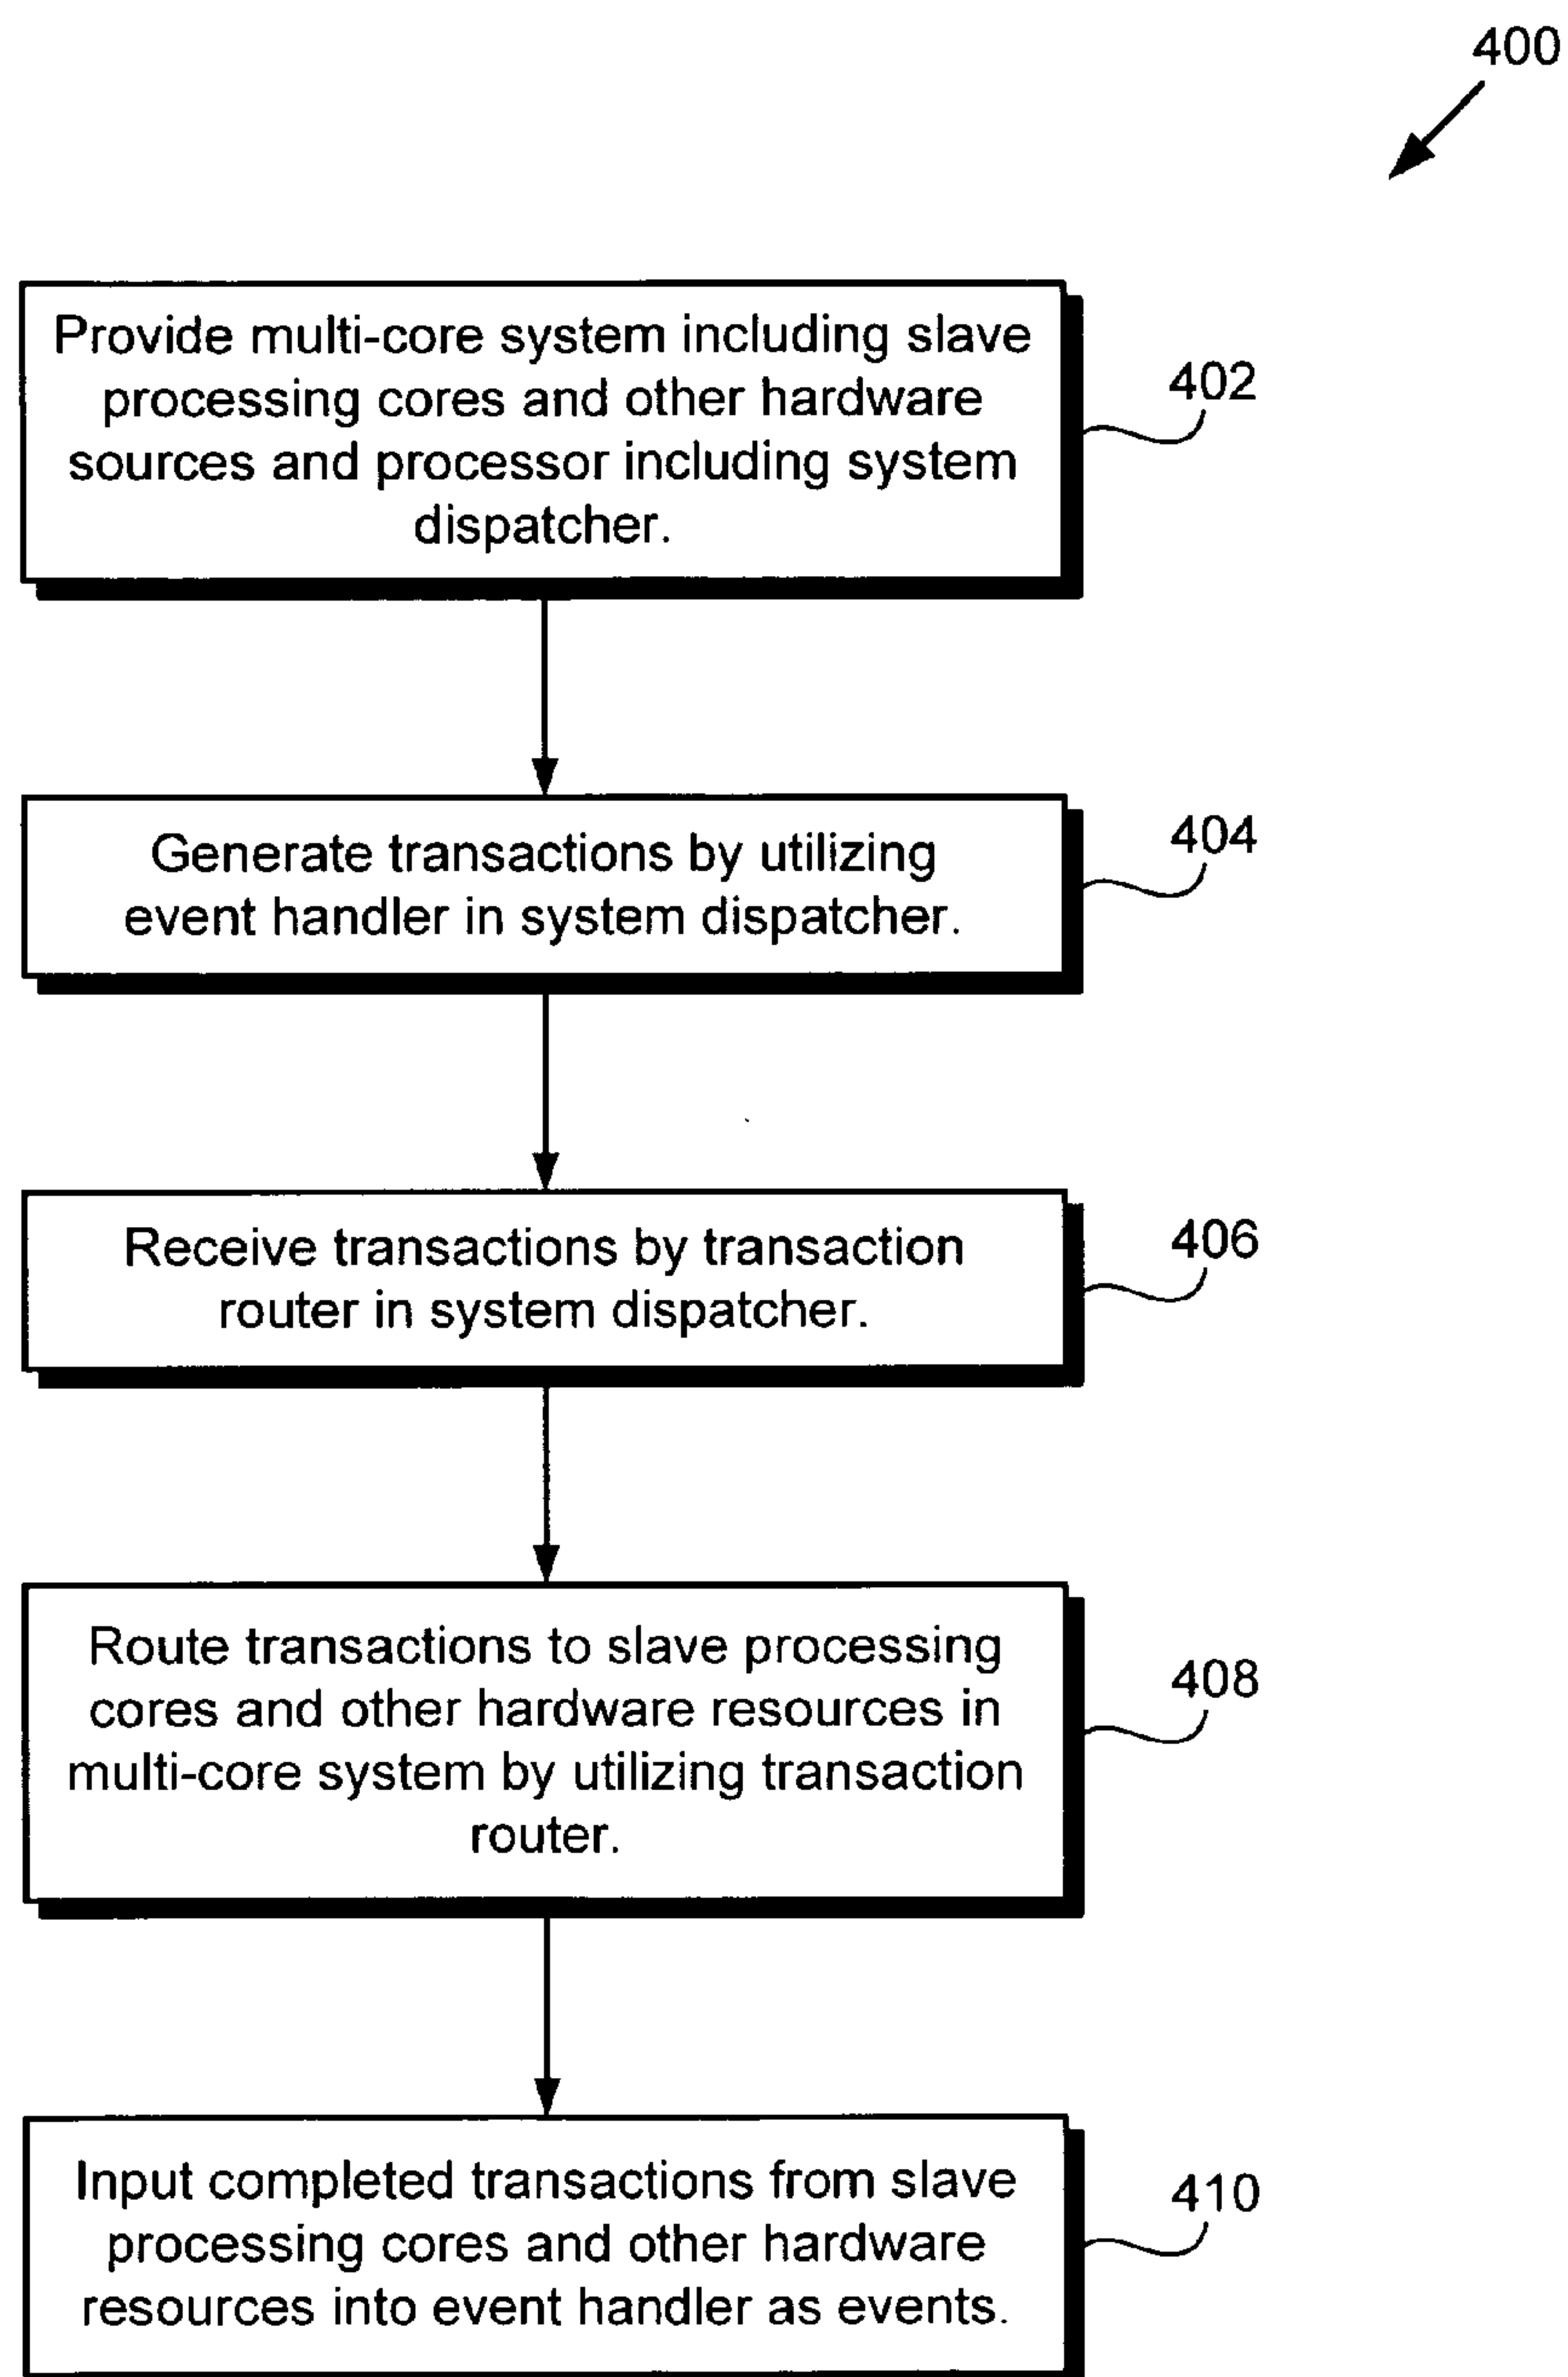 400
Provide multi-core system including slave
processing cores and other hardware
sources and processor including system
dispatcher.
402
Generate transactions by utilizing
event handler in system dispatcher.
404
Receive transactions by transaction
router in system dispatcher.
406
Route transactions to slave processing
cores and other hardware resources in
multi-core system by utilizing transaction
router.
408
Input completed transactions from slave
processing cores and other hardware
resources into event handler as events.
410